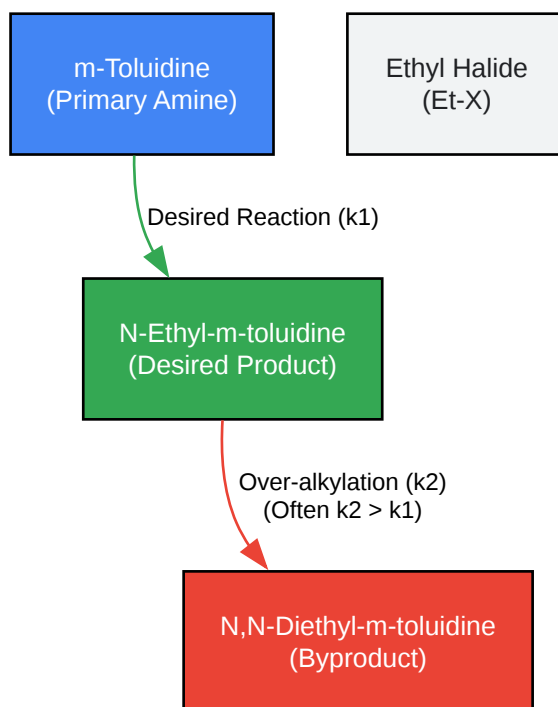 m-Toluidine
(Primary Amine)
Ethyl Halide
(Et-X)
Desired Reaction (k1)
N-Ethyl-m-toluidine
(Desired Product)
Over-alkylation (k2)
(Often k2 > k1)
N,N-Diethyl-m-toluidine
(Byproduct)